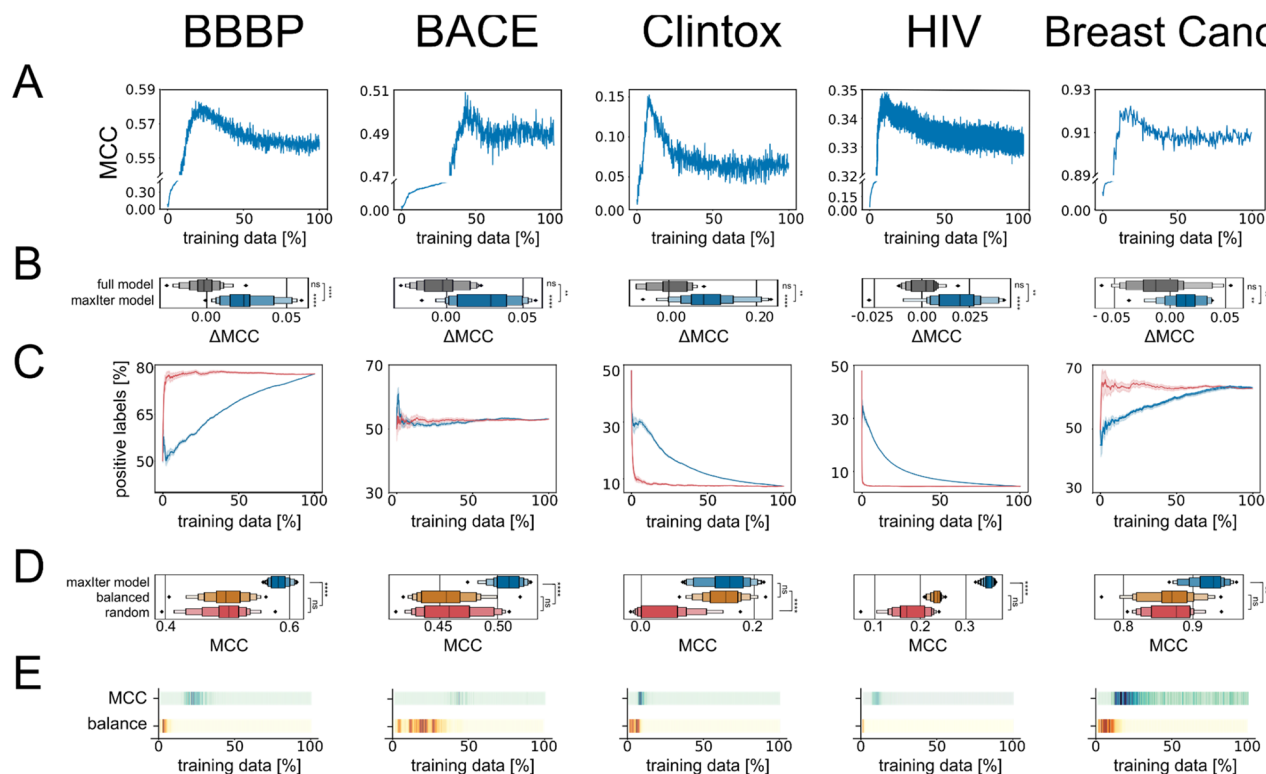 BBBP BACE Clintox HIV Breast Canc
A
MCC
0.59 0.57 0.55 0.30 0.00
0.51 0.49 0.47 0.00
0.15 0.10 0.05 0.00
0.35 0.34 0.33 0.32 0.15 0.00
0.93 0.91 0.89 0.00
0 50 100 0 50 100 0 50 100 0 50 100 0 50 100
training data [%] training data [%] training data [%] training data [%] training data [%]
B
full model
maxIter model
ns **** ****
ns ** ****
ns ** ****
ns ** ****
ns **
0.00 0.05 0.00 0.05 0.00 0.20 -0.025 0.00 0.025 -0.05 0.00 0.05
ΔMCC ΔMCC ΔMCC ΔMCC ΔMCC
C
positive labels [%]
80 65 50
70 50 30
50 30 10
50 30 10
70 50 30
0 50 100 0 50 100 0 50 100 0 50 100 0 50 100
training data [%] training data [%] training data [%] training data [%] training data [%]
D
maxIter model
balanced
random
ns ****
ns ****
ns ****
ns ****
ns
0.4 0.6 0.45 0.50 0.0 0.2 0.1 0.2 0.3 0.8 0.9
MCC MCC MCC MCC MCC
E
MCC
balance
0 50 100 0 50 100 0 50 100 0 50 100 0 50 100
training data [%] training data [%] training data [%] training data [%] training data [%]